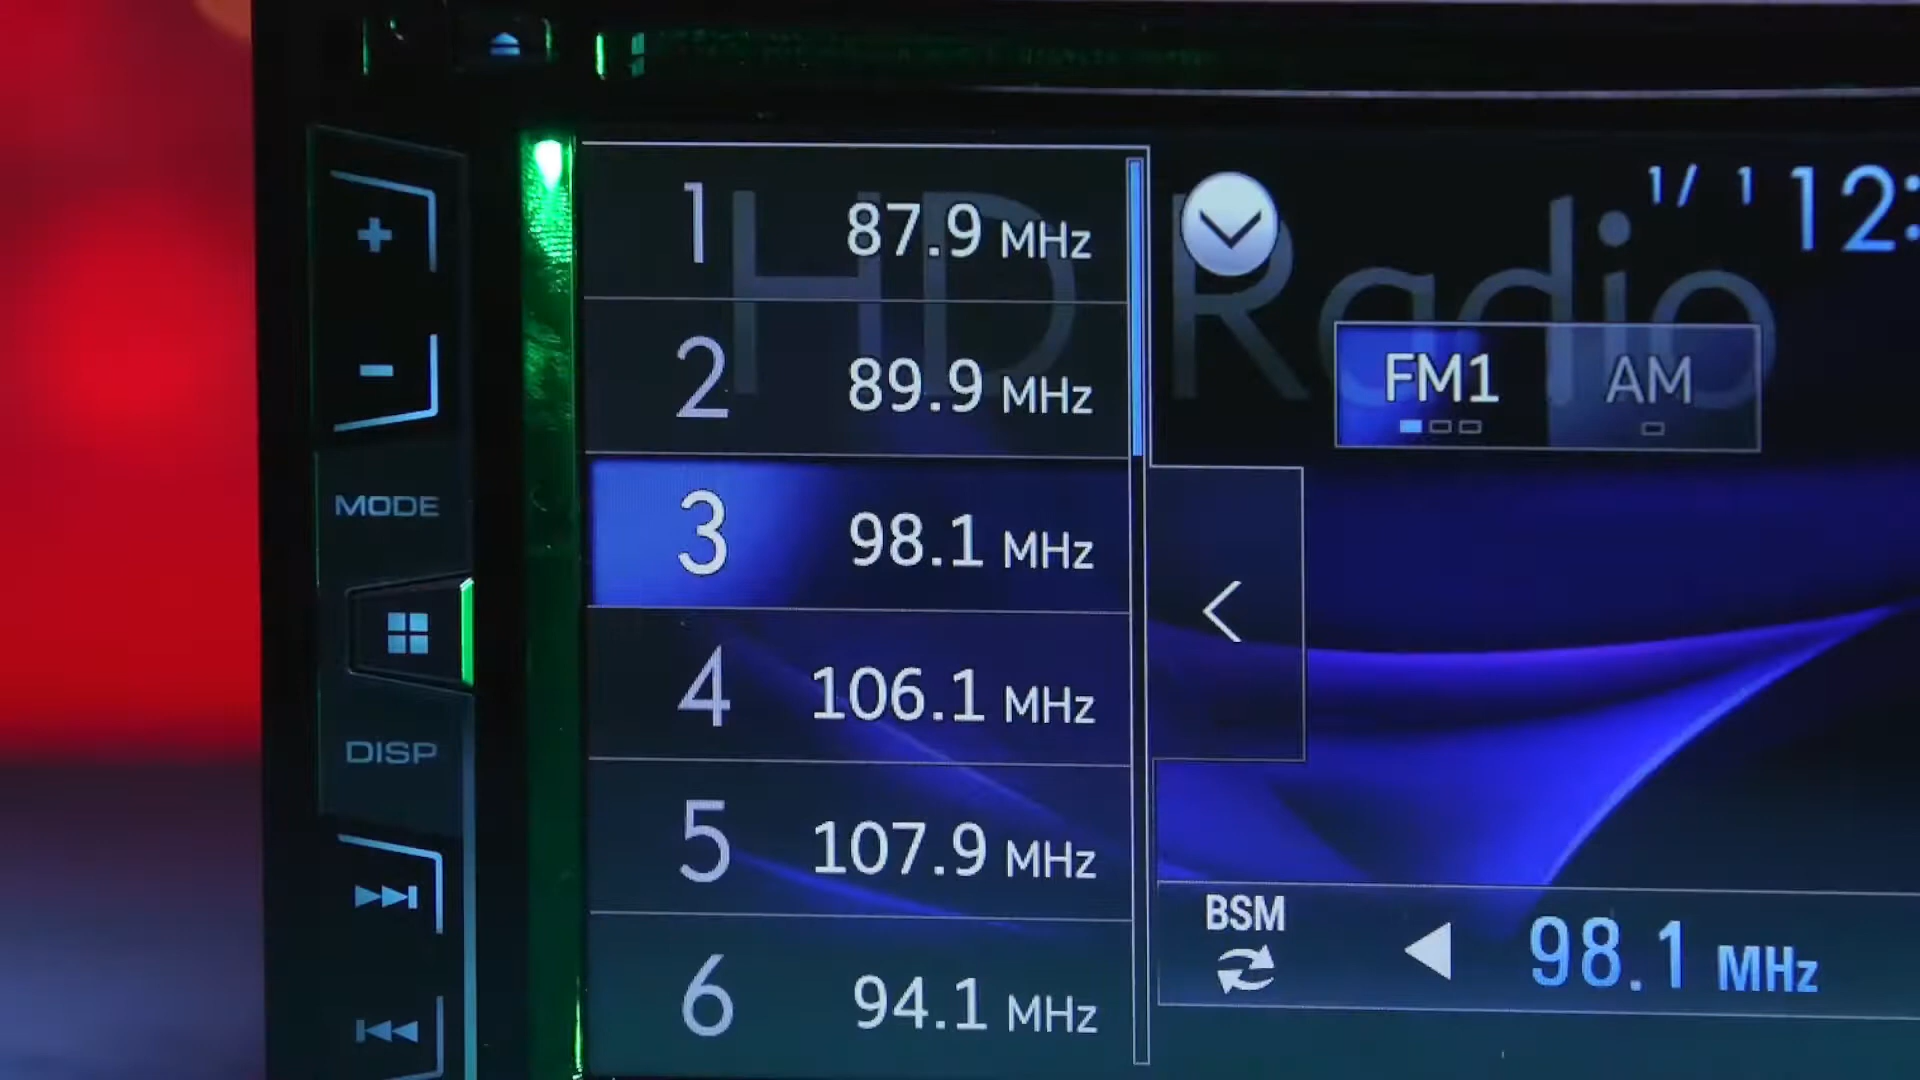 HD Radio
1/ 1 12:
1 87.9 MHz
2 89.9 MHz
3 98.1 MHz
4 106.1 MHz
5 107.9 MHz
6 94.1 MHz
FM1 AM
MODE
DISP
BSM
98.1 MHz